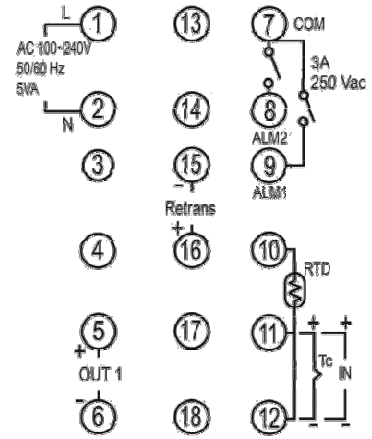 L
1
13
7
COM
AC 100~240V
50/60 Hz
5VA
3A
250 Vac
N
2
14
8
ALM2
3
15
9
ALM1
−
Retrans
+
4
16
10
RTD
5
17
11
+ +
+
OUT 1
Tc
IN
−
6
18
12
− −